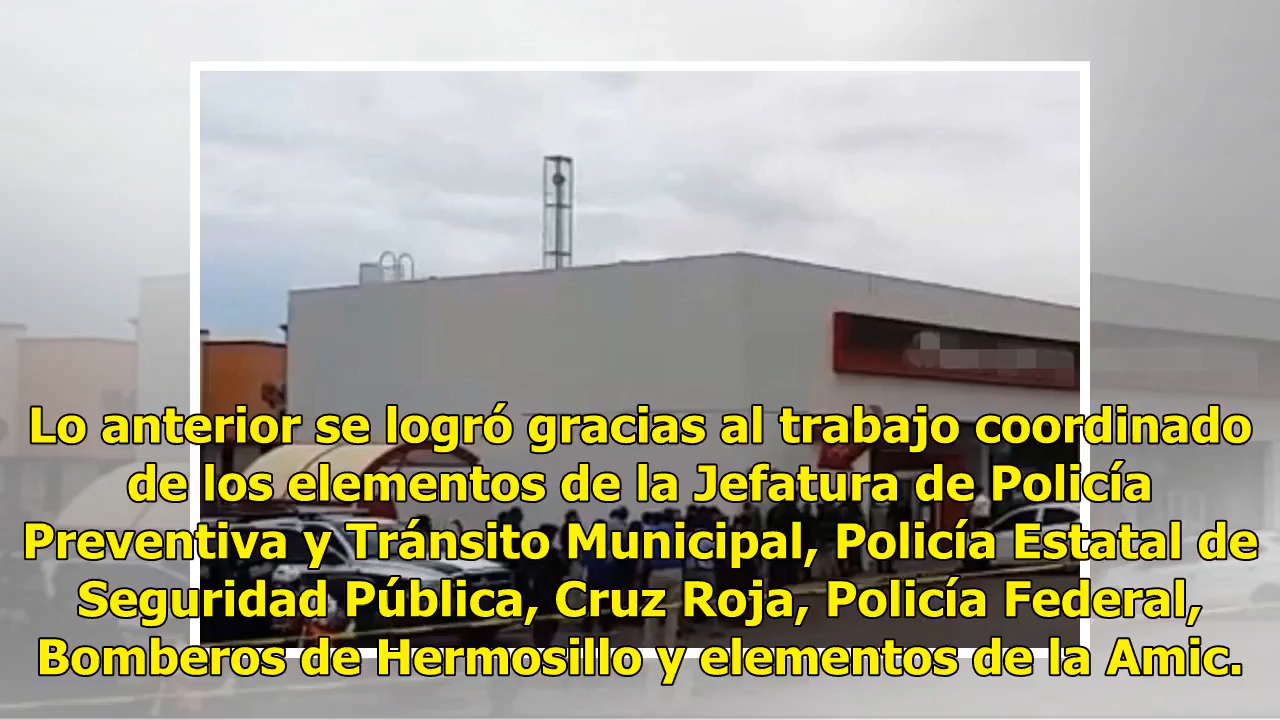 Lo anterior se logró gracias al trabajo coordinado
de los elementos de la Jefatura de Policía
Preventiva y Tránsito Municipal, Policía Estatal de
Seguridad Pública, Cruz Roja, Policía Federal,
Bomberos de Hermosillo y elementos de la Amic.